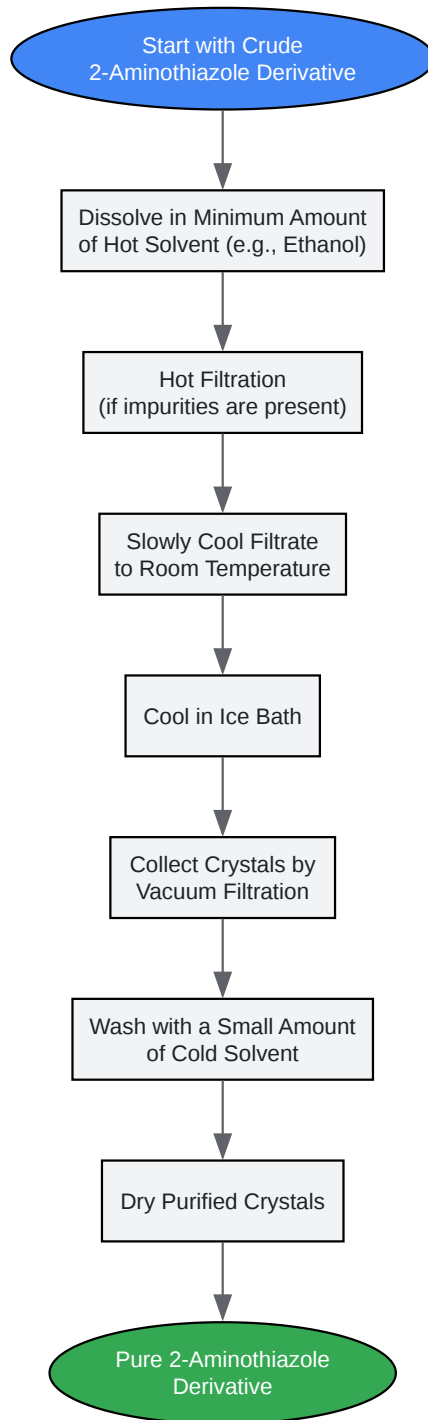 Start with Crude
2-Aminothiazole Derivative
Dissolve in Minimum Amount
of Hot Solvent (e.g., Ethanol)
Hot Filtration
(if impurities are present)
Slowly Cool Filtrate
to Room Temperature
Cool in Ice Bath
Collect Crystals by
Vacuum Filtration
Wash with a Small Amount
of Cold Solvent
Dry Purified Crystals
Pure 2-Aminothiazole
Derivative